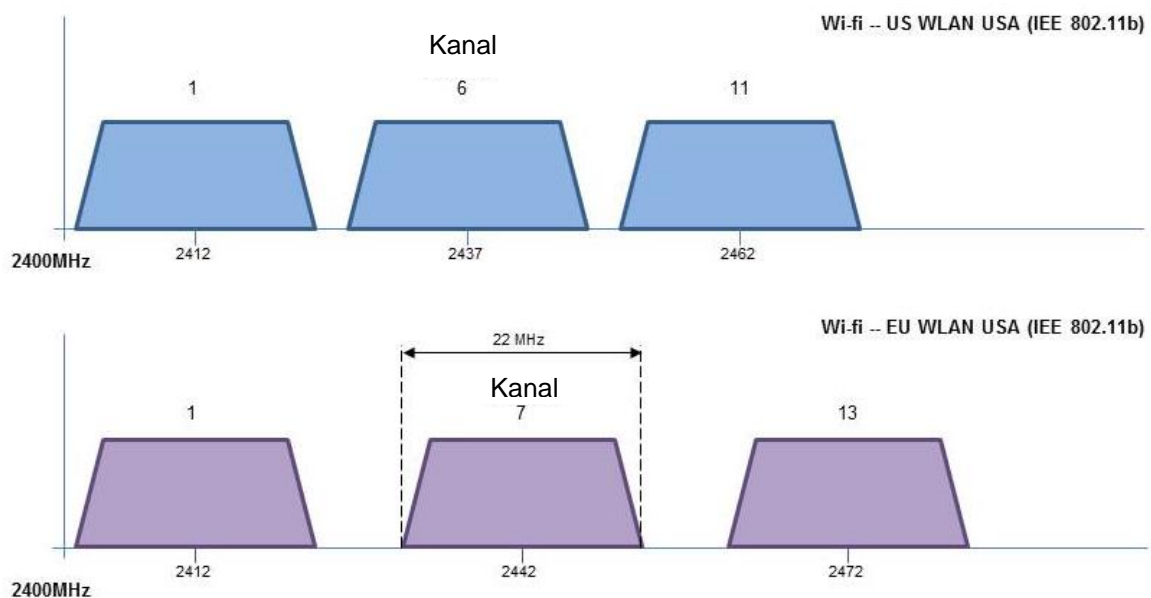 Wi-fi -- US WLAN USA (IEE 802.11b)
Kanal
1 6 11
2412 2437 2462
2400MHz
Wi-fi -- EU WLAN USA (IEE 802.11b)
22 MHz
Kanal
1 7 13
2412 2442 2472
2400MHz